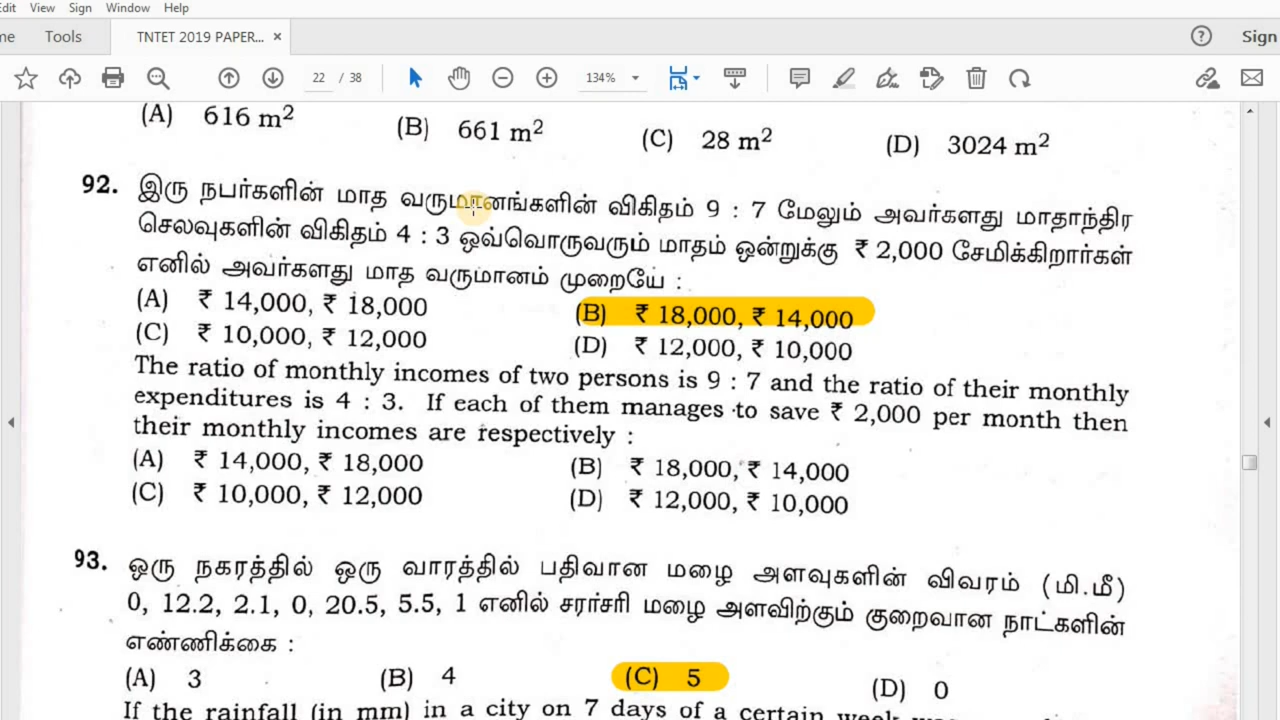 Edit View Sign Window Help
me Tools TNTET 2019 PAPER... × Sign
22 / 38 134%
(A) 616 m² (B) 661 m² (C) 28 m² (D) 3024 m²
92. இரு நபர்களின் மாத வருமானங்களின் விகிதம் 9 : 7 மேலும் அவர்களது மாதாந்திர
செலவுகளின் விகிதம் 4 : 3 ஒவ்வொருவரும் மாதம் ஒன்றுக்கு ₹ 2,000 சேமிக்கிறார்கள்
எனில் அவர்களது மாத வருமானம் முறையே :
(A) ₹ 14,000, ₹ 18,000 (B) ₹ 18,000, ₹ 14,000
(C) ₹ 10,000, ₹ 12,000 (D) ₹ 12,000, ₹ 10,000
The ratio of monthly incomes of two persons is 9 : 7 and the ratio of their monthly
expenditures is 4 : 3. If each of them manages to save ₹ 2,000 per month then
their monthly incomes are respectively :
(A) ₹ 14,000, ₹ 18,000 (B) ₹ 18,000, ₹ 14,000
(C) ₹ 10,000, ₹ 12,000 (D) ₹ 12,000, ₹ 10,000
93. ஒரு நகரத்தில் ஒரு வாரத்தில் பதிவான மழை அளவுகளின் விவரம் (மி.மீ)
0, 12.2, 2.1, 0, 20.5, 5.5, 1 எனில் சராசரி மழை அளவிற்கும் குறைவான நாட்களின்
எண்ணிக்கை :
(A) 3 (B) 4 (C) 5 (D) 0
If the rainfall (in mm) in a city on 7 days of a certain week